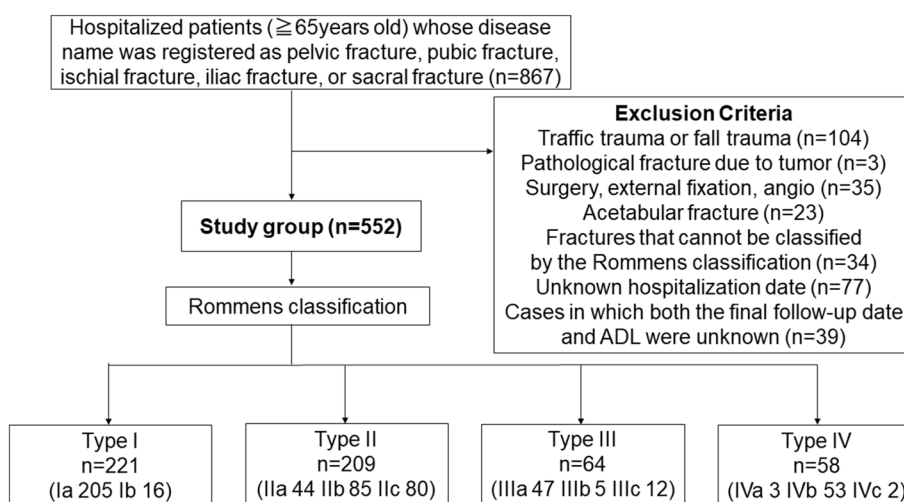 Hospitalized patients (≧65years old) whose disease
name was registered as pelvic fracture, pubic fracture,
ischial fracture, iliac fracture, or sacral fracture (n=867)
Exclusion Criteria
Traffic trauma or fall trauma (n=104)
Pathological fracture due to tumor (n=3)
Surgery, external fixation, angio (n=35)
Acetabular fracture (n=23)
Fractures that cannot be classified
by the Rommens classification (n=34)
Unknown hospitalization date (n=77)
Cases in which both the final follow-up date
and ADL were unknown (n=39)
Study group (n=552)
Rommens classification
Type I
n=221
(Ia 205 Ib 16)
Type II
n=209
(IIa 44 IIb 85 IIc 80)
Type III
n=64
(IIIa 47 IIIb 5 IIIc 12)
Type IV
n=58
(IVa 3 IVb 53 IVc 2)